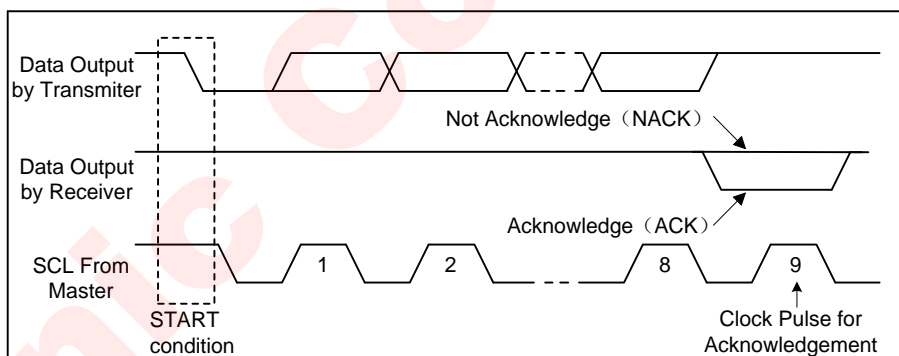 Data Output
by Transmiter
Not Acknowledge（NACK）
Data Output
by Receiver
Acknowledge (ACK）
SCL From
Master
1
2
8
9
START
condition
Clock Pulse for
Acknowledgement